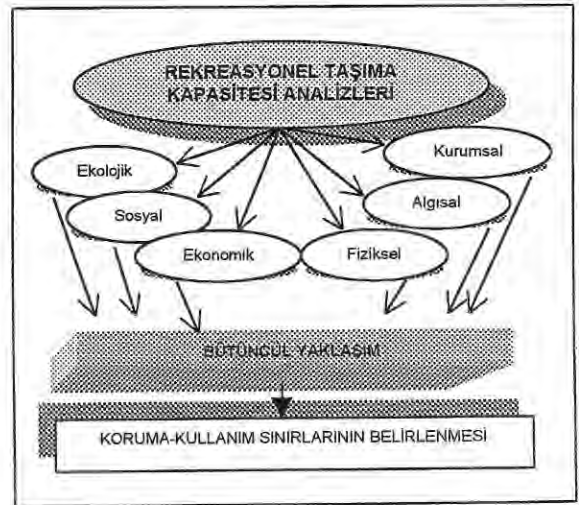 REKREASYONEL TAŞIMA
KAPASİTESİ ANALİZLERİ
Ekolojik
Sosyal
Ekonomik
Fiziksel
Algısal
Kurumsal
BÜTÜNCÜL YAKLAŞIM
KORUMA-KULLANIM SINIRLARININ BELİRLENMESİ